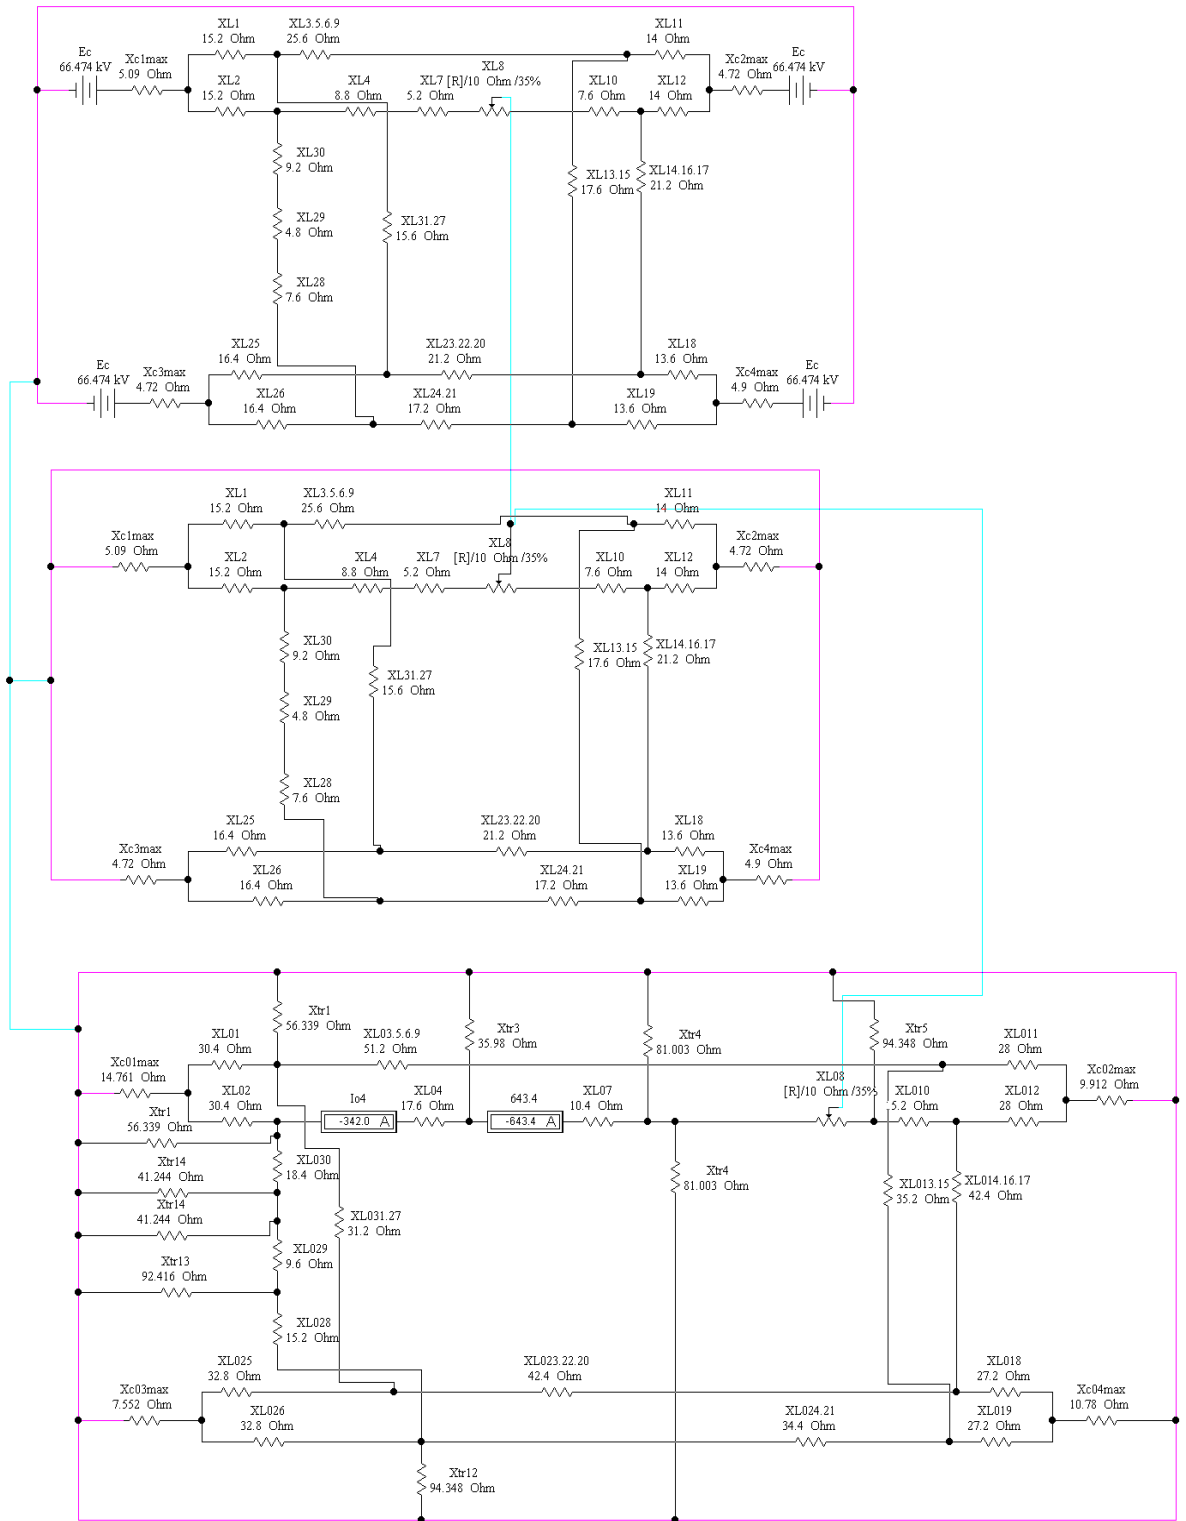 XL1
15.2 Ohm
XL3.5.6.9
25.6 Ohm
XL11
14 Ohm
Ec
66.474 kV
Xc1max
5.09 Ohm
XL2
15.2 Ohm
XL4
8.8 Ohm
XL7
5.2 Ohm
XL8
[R]/10 Ohm /35%
XL10
7.6 Ohm
XL12
14 Ohm
Xc2max
4.72 Ohm
Ec
66.474 kV
XL30
9.2 Ohm
XL29
4.8 Ohm
XL28
7.6 Ohm
XL31.27
15.6 Ohm
XL13.15
17.6 Ohm
XL14.16.17
21.2 Ohm
Ec
66.474 kV
Xc3max
4.72 Ohm
XL25
16.4 Ohm
XL26
16.4 Ohm
XL23.22.20
21.2 Ohm
XL24.21
17.2 Ohm
XL18
13.6 Ohm
XL19
13.6 Ohm
Xc4max
4.9 Ohm
Ec
66.474 kV
XL1
15.2 Ohm
XL3.5.6.9
25.6 Ohm
XL11
14 Ohm
Xc1max
5.09 Ohm
XL2
15.2 Ohm
XL4
8.8 Ohm
XL7
5.2 Ohm
XL8
[R]/10 Ohm /35%
XL10
7.6 Ohm
XL12
14 Ohm
Xc2max
4.72 Ohm
XL30
9.2 Ohm
XL29
4.8 Ohm
XL28
7.6 Ohm
XL31.27
15.6 Ohm
XL13.15
17.6 Ohm
XL14.16.17
21.2 Ohm
Xc3max
4.72 Ohm
XL25
16.4 Ohm
XL26
16.4 Ohm
XL23.22.20
21.2 Ohm
XL24.21
17.2 Ohm
XL18
13.6 Ohm
XL19
13.6 Ohm
Xc4max
4.9 Ohm
Xtr1
56.339 Ohm
Xtr3
35.98 Ohm
Xtr4
81.003 Ohm
Xtr5
94.348 Ohm
XL01
30.4 Ohm
XL03.5.6.9
51.2 Ohm
XL011
28 Ohm
Xc01max
14.761 Ohm
XL02
30.4 Ohm
Io4
-342.0 A
XL04
17.6 Ohm
643.4
-643.4 A
XL07
10.4 Ohm
XL08
[R]/10 Ohm /35%
XL010
5.2 Ohm
XL012
28 Ohm
Xc02max
9.912 Ohm
Xtr1
56.339 Ohm
Xtr14
41.244 Ohm
Xtr14
41.244 Ohm
Xtr13
92.416 Ohm
XL030
18.4 Ohm
XL029
9.6 Ohm
XL028
15.2 Ohm
XL031.27
31.2 Ohm
Xtr4
81.003 Ohm
XL013.15
35.2 Ohm
XL014.16.17
42.4 Ohm
Xc03max
7.552 Ohm
XL025
32.8 Ohm
XL026
32.8 Ohm
XL023.22.20
42.4 Ohm
XL024.21
34.4 Ohm
XL018
27.2 Ohm
XL019
27.2 Ohm
Xc04max
10.78 Ohm
Xtr12
94.348 Ohm